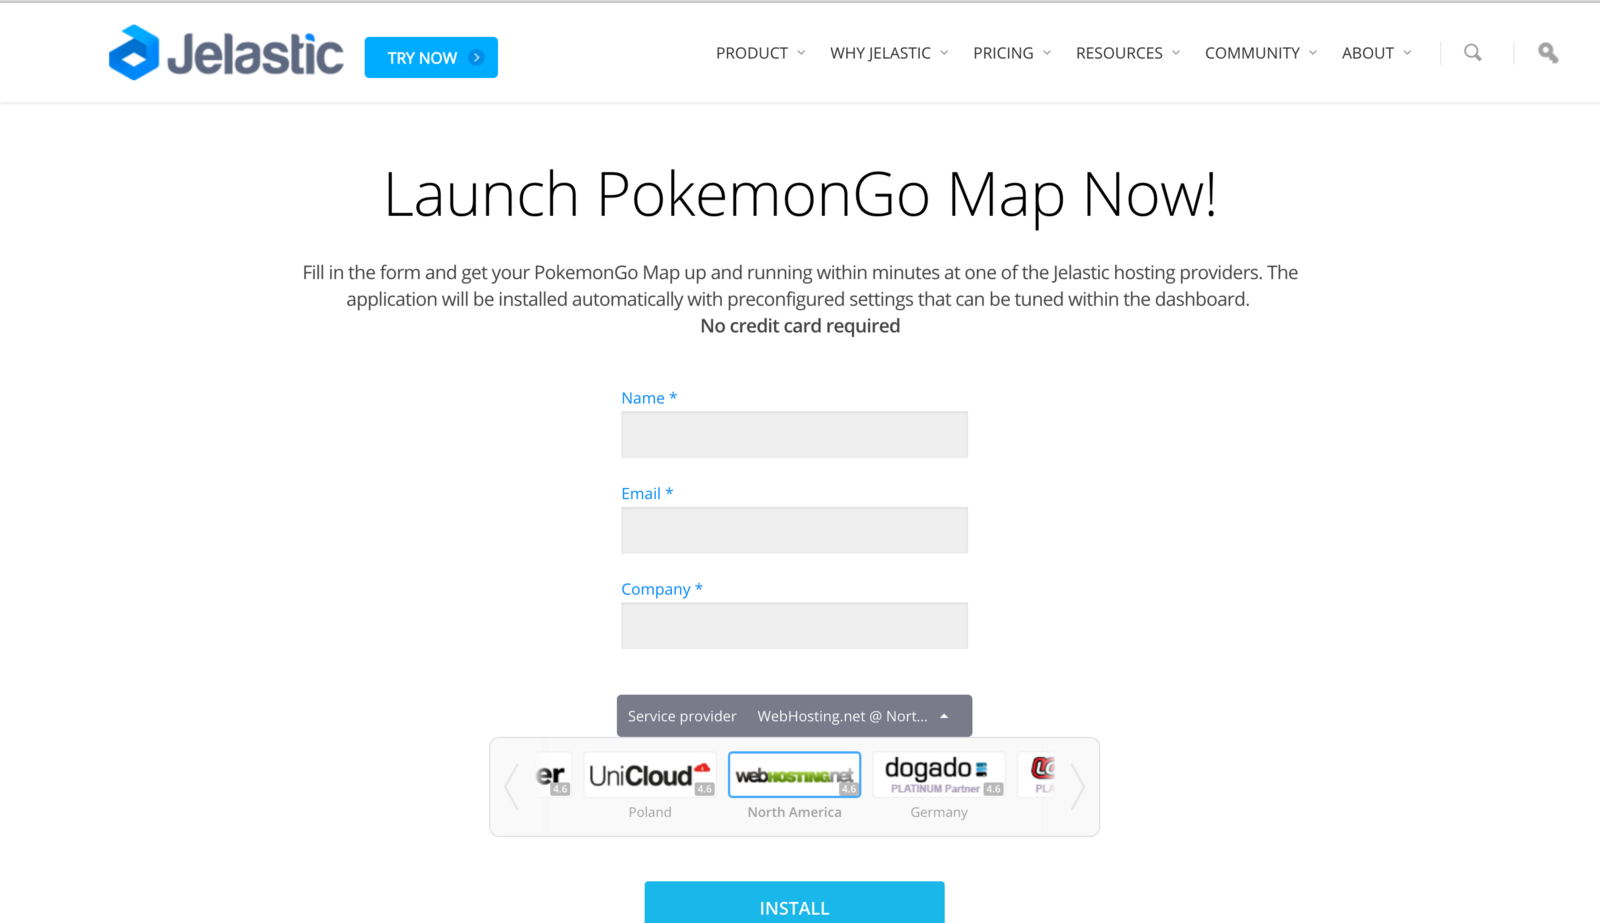 Jelastic
TRY NOW
PRODUCT
WHY JELASTIC
PRICING
RESOURCES
COMMUNITY
ABOUT
Launch PokemonGo Map Now!
Fill in the form and get your PokemonGo Map up and running within minutes at one of the Jelastic hosting providers. The
application will be installed automatically with preconfigured settings that can be tuned within the dashboard.
No credit card required
Name *
Email *
Company *
Service provider WebHosting.net @ Nort...
er 4.6
UniCloud 4.6
webHOSTING.net 4.6
dogado
PLATINUM Partner 4.6
Poland
North America
Germany
INSTALL